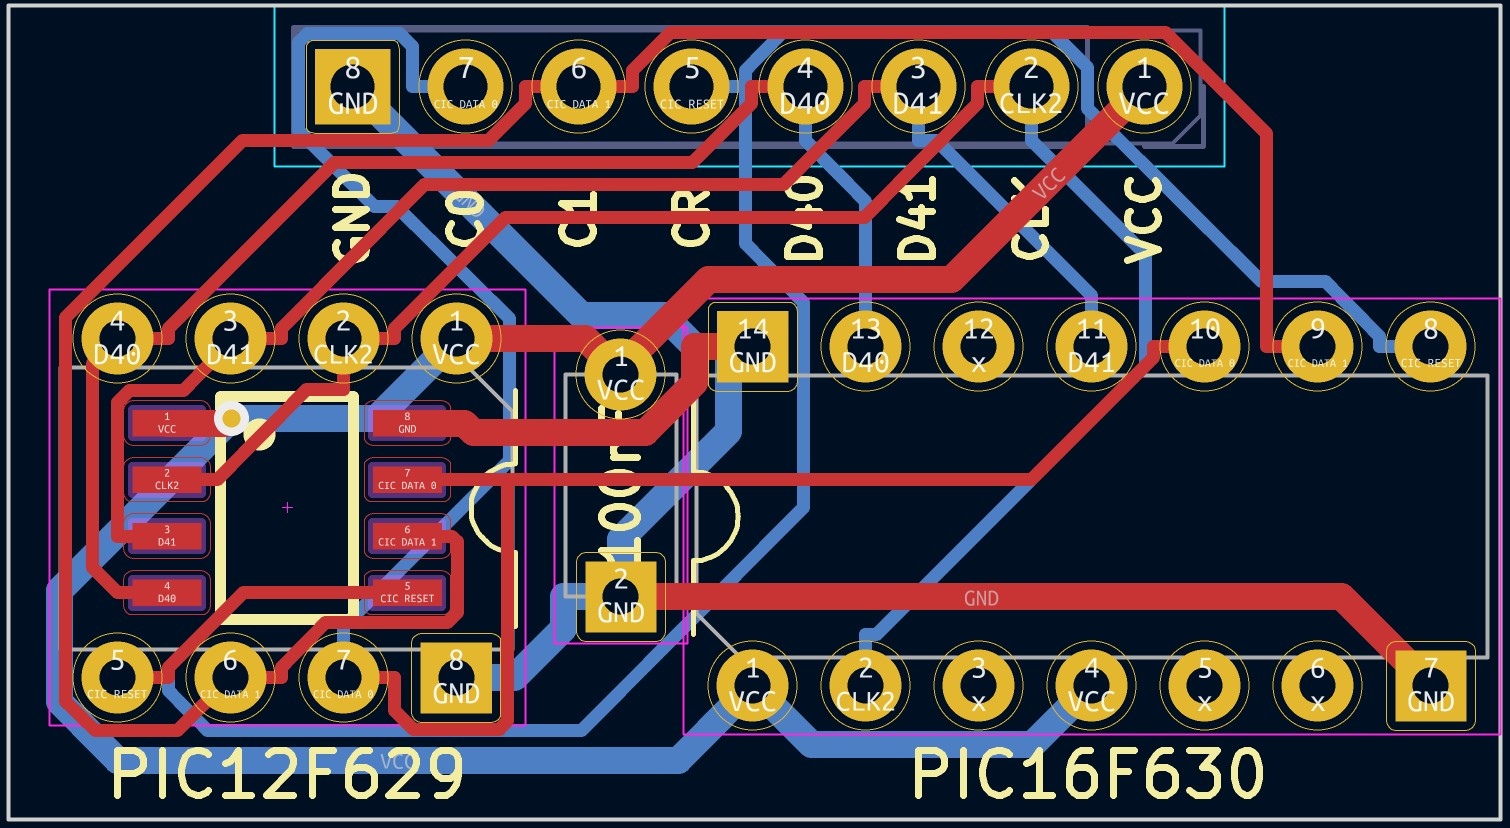 8 7 6 5 4 3 2 1
GND CIC DATA 0 CIC DATA 1 CIC RESET D40 D41 CLK2 VCC
VCC
GND C0 C1 CR D40 D41 CLK VCC
4 3 2 1
D40 D41 CLK2 VCC
1
VCC
14 13 12 11 10 9 8
GND D40 x D41 CIC DATA 0 CIC DATA 1 CIC RESET
1
VCC
2
CLK2
3
D41
4
D40
8
GND
7
CIC DATA 0
6
CIC DATA 1
5
CIC RESET
2
GND
GND
5 6 7 8
CIC RESET CIC DATA 1 CIC DATA 0 GND
1 2 3 4 5 6 7
VCC CLK2 x VCC x x GND
VCC
PIC12F629
PIC16F630